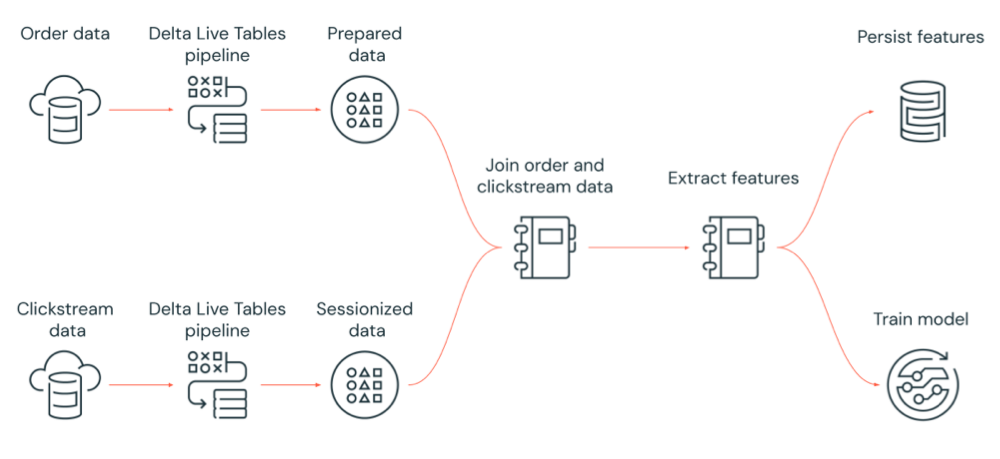 Order data
Delta Live Tables
pipeline
Prepared
data
Persist features
Join order and
clickstream data
Extract features
Clickstream
data
Delta Live Tables
pipeline
Sessionized
data
Train model